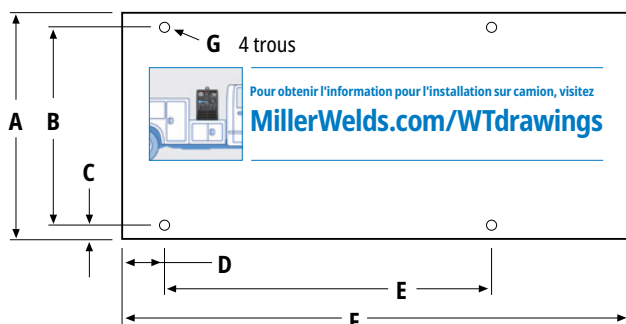 G 4 trous
A
B
Pour obtenir l'information pour l'installation sur camion, visitez
MillerWelds.com/WTdrawings
C
D
E
F